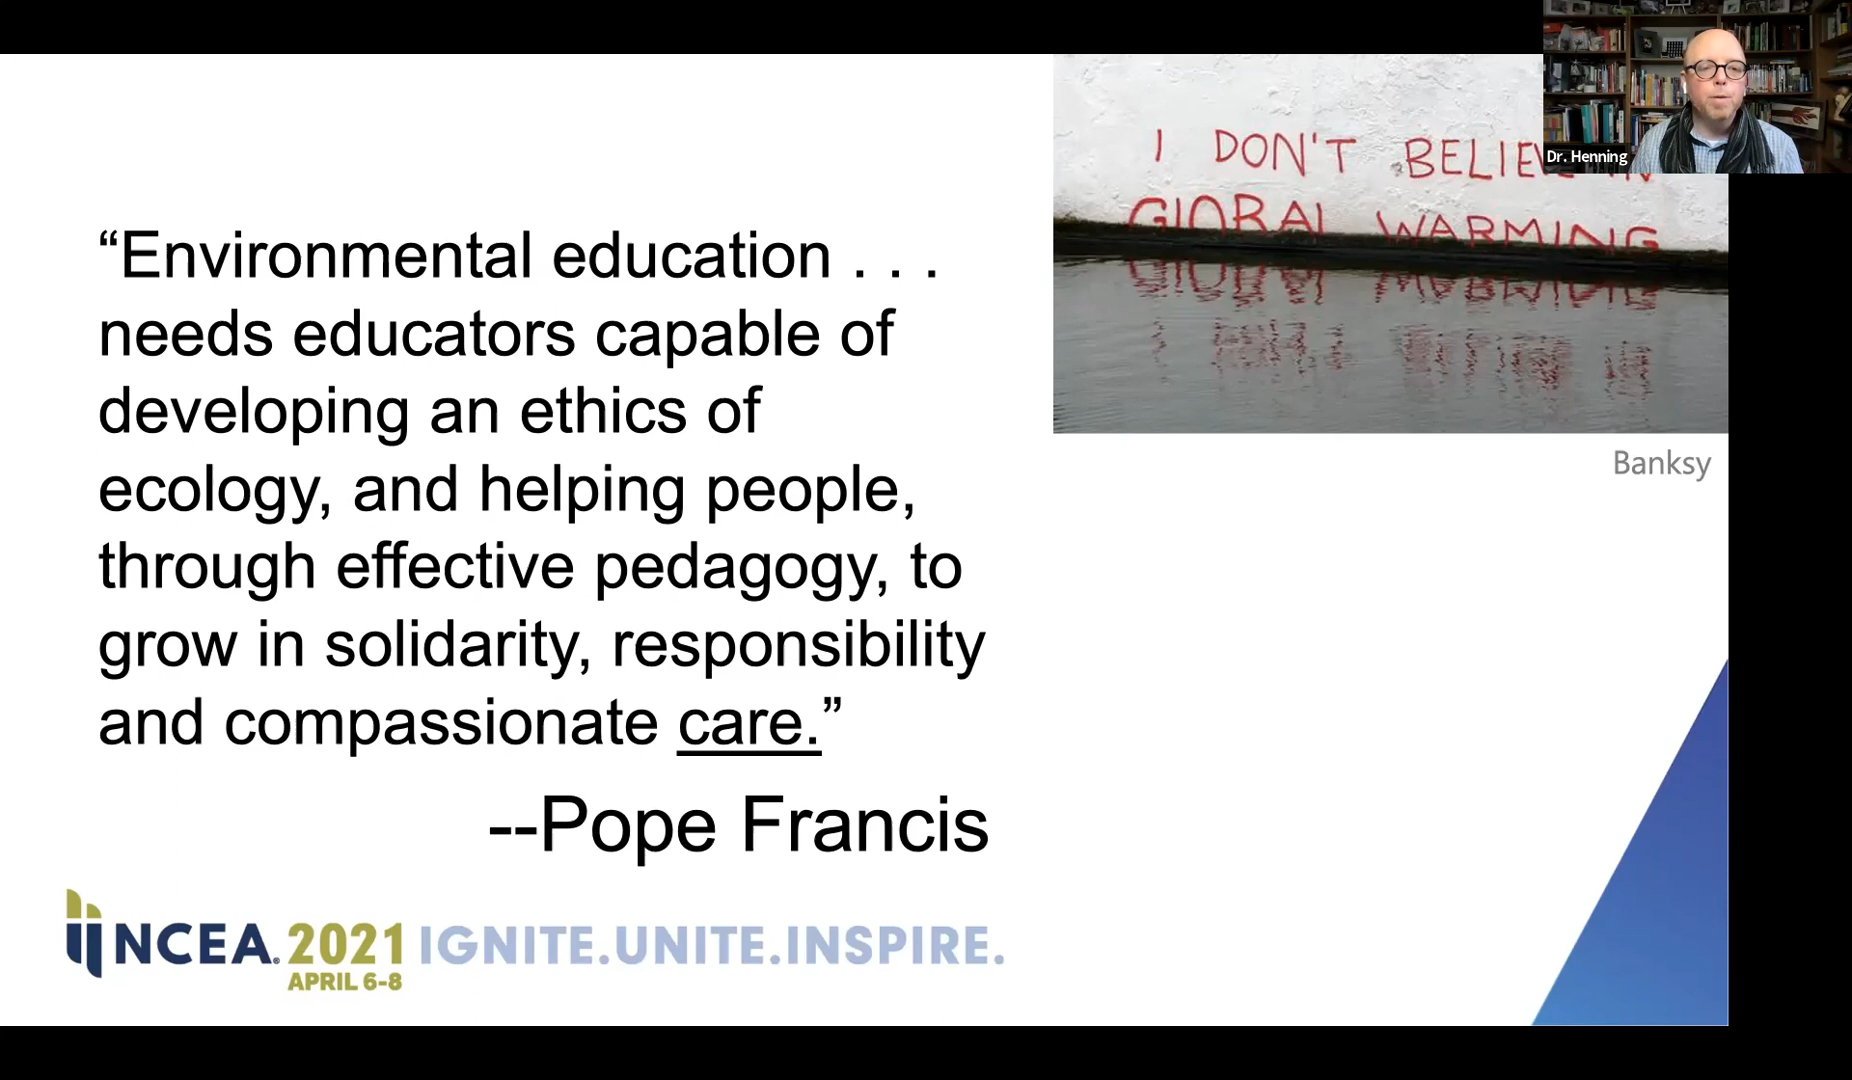 “Environmental education . . .
needs educators capable of
developing an ethics of
ecology, and helping people,
through effective pedagogy, to
grow in solidarity, responsibility
and compassionate care.”
--Pope Francis
I DON'T BELIEVE IN
GLOBAL WARMING
Banksy
Dr. Henning
NCEA® 2021 IGNITE.UNITE.INSPIRE.
APRIL 6-8